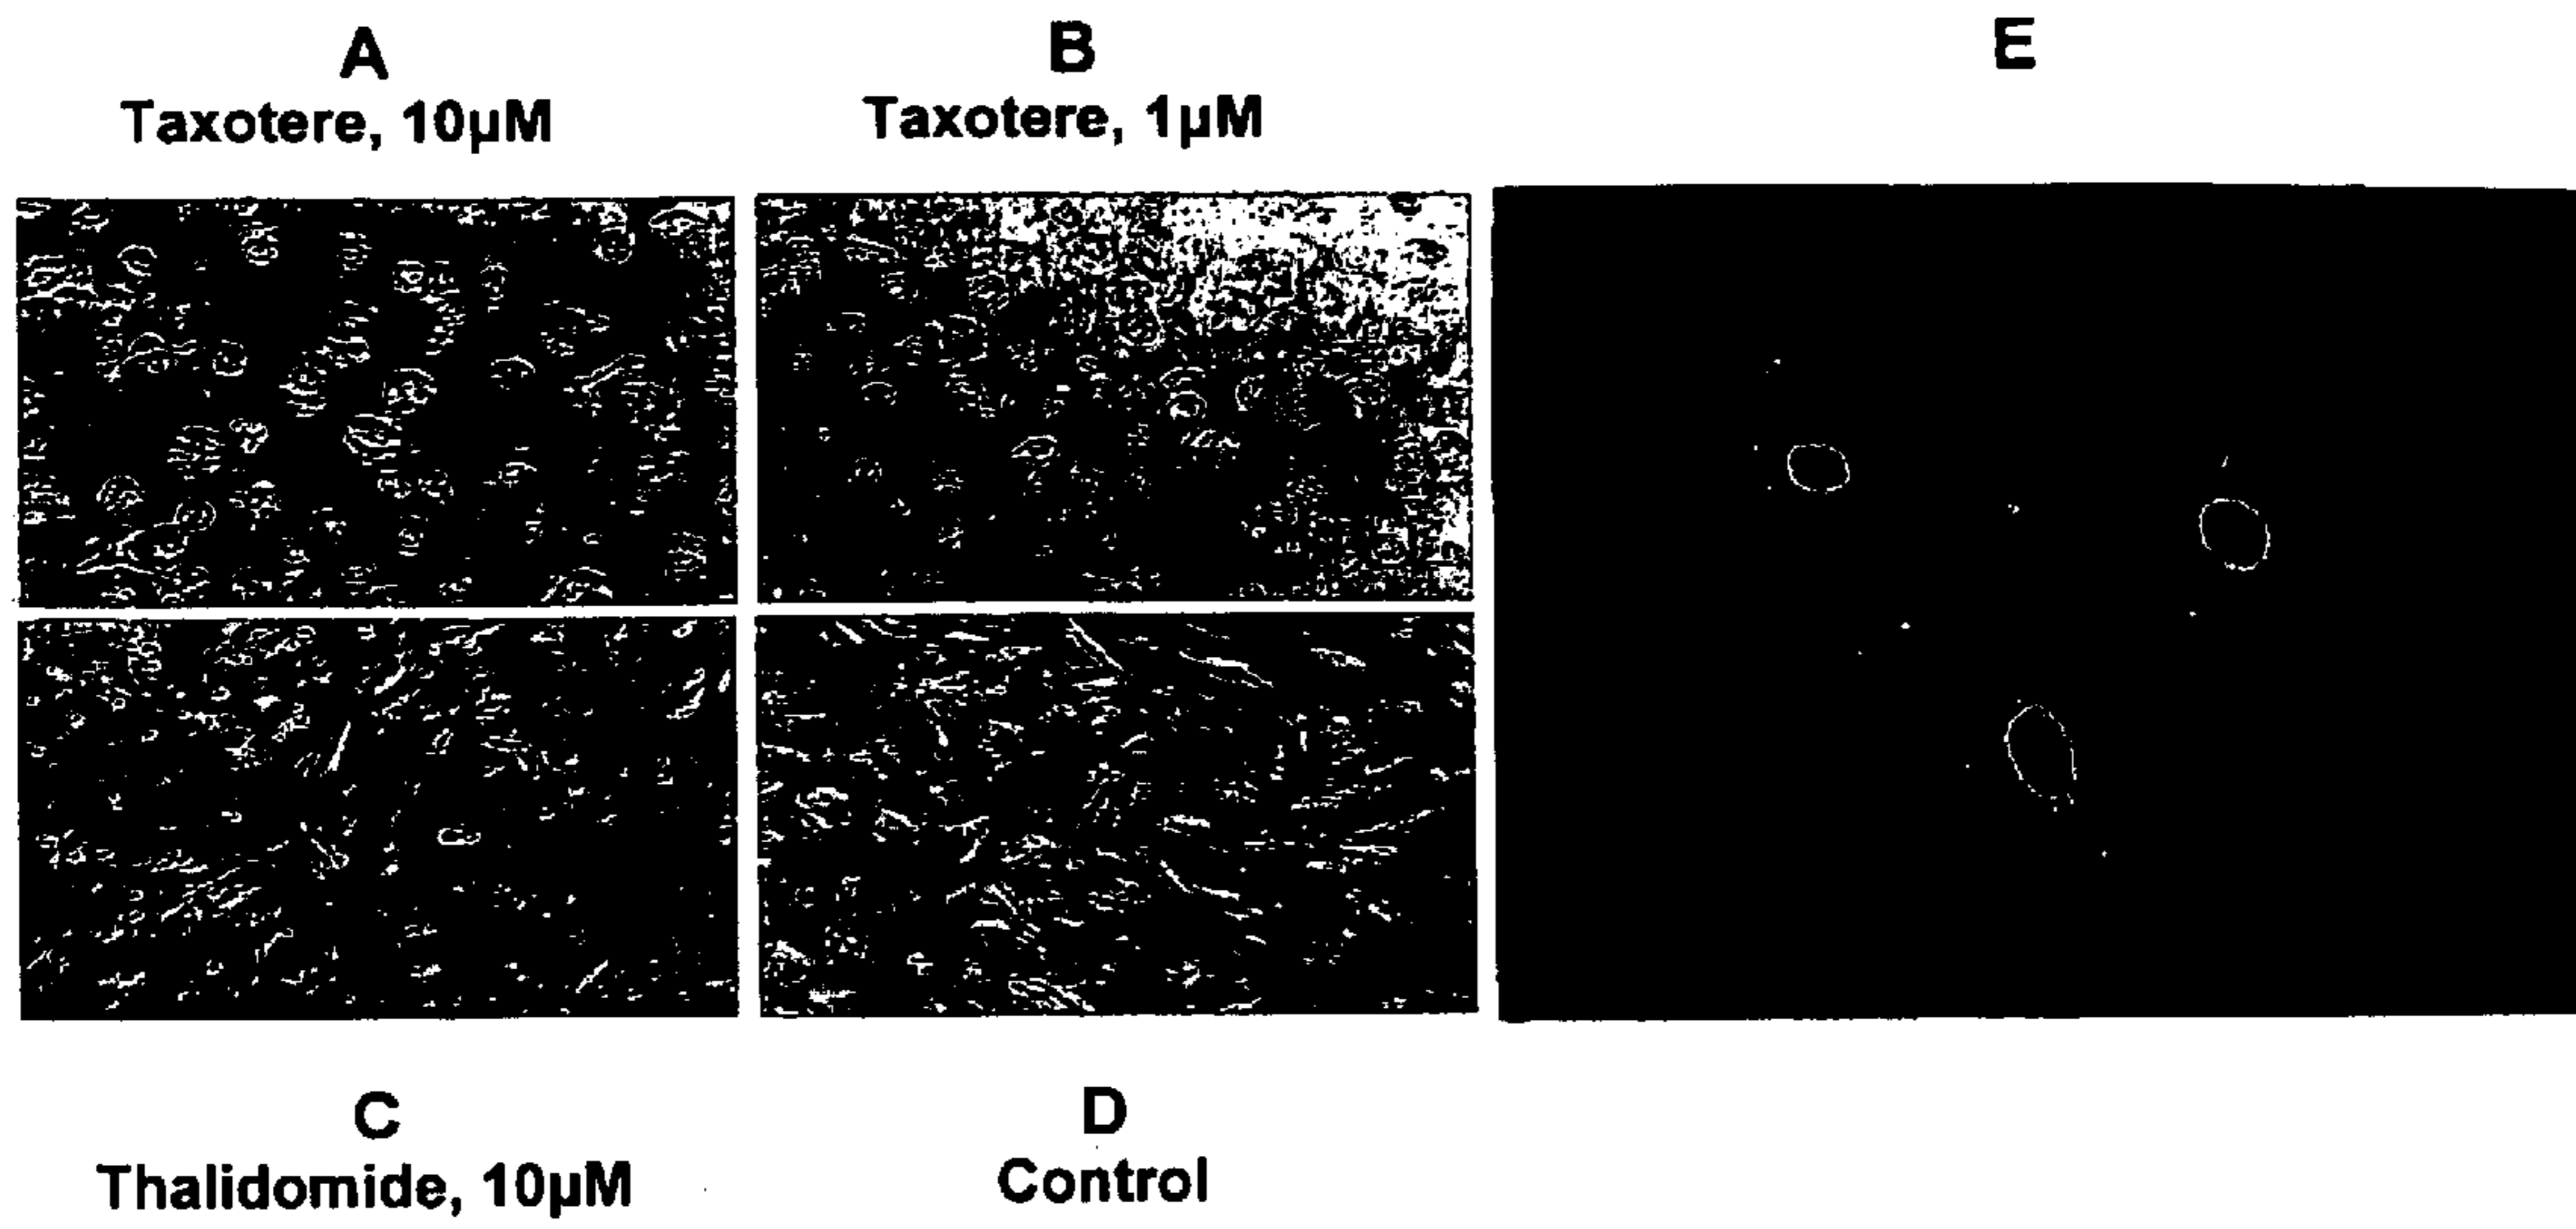 A
Taxotere, 10µM
B
Taxotere, 1µM
E
C
Thalidomide, 10µM
D
Control